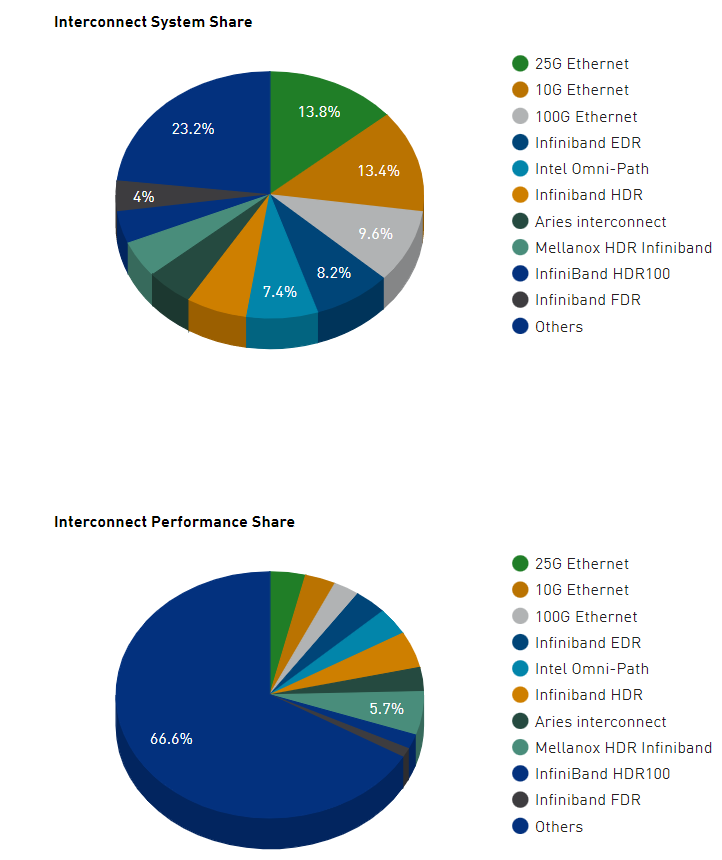 Interconnect System Share
25G Ethernet
10G Ethernet
100G Ethernet
Infiniband EDR
Intel Omni-Path
Infiniband HDR
Aries interconnect
Mellanox HDR Infiniband
InfiniBand HDR100
Infiniband FDR
Others
13.8%
13.4%
9.6%
8.2%
7.4%
4%
23.2%
Interconnect Performance Share
25G Ethernet
10G Ethernet
100G Ethernet
Infiniband EDR
Intel Omni-Path
Infiniband HDR
Aries interconnect
Mellanox HDR Infiniband
InfiniBand HDR100
Infiniband FDR
Others
5.7%
66.6%